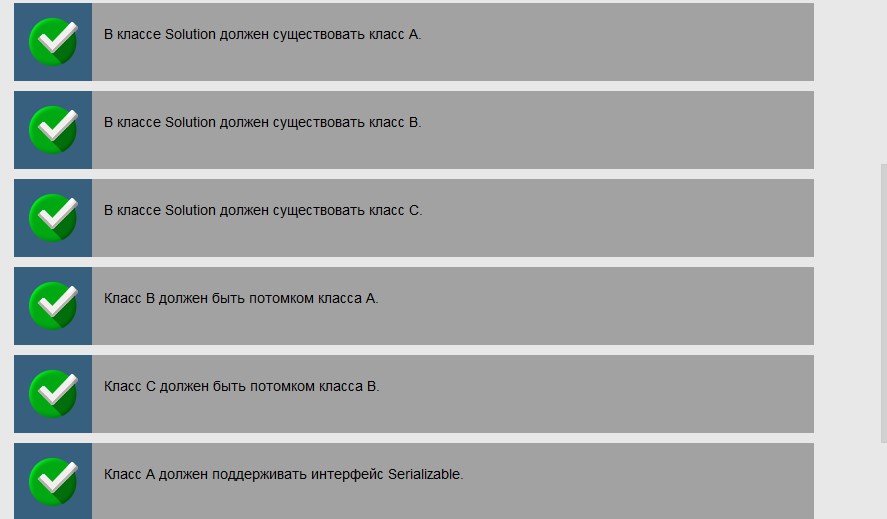 В классе Solution должен существовать класс A.
В классе Solution должен существовать класс B.
В классе Solution должен существовать класс C.
Класс B должен быть потомком класса A.
Класс C должен быть потомком класса B.
Класс A должен поддерживать интерфейс Serializable.